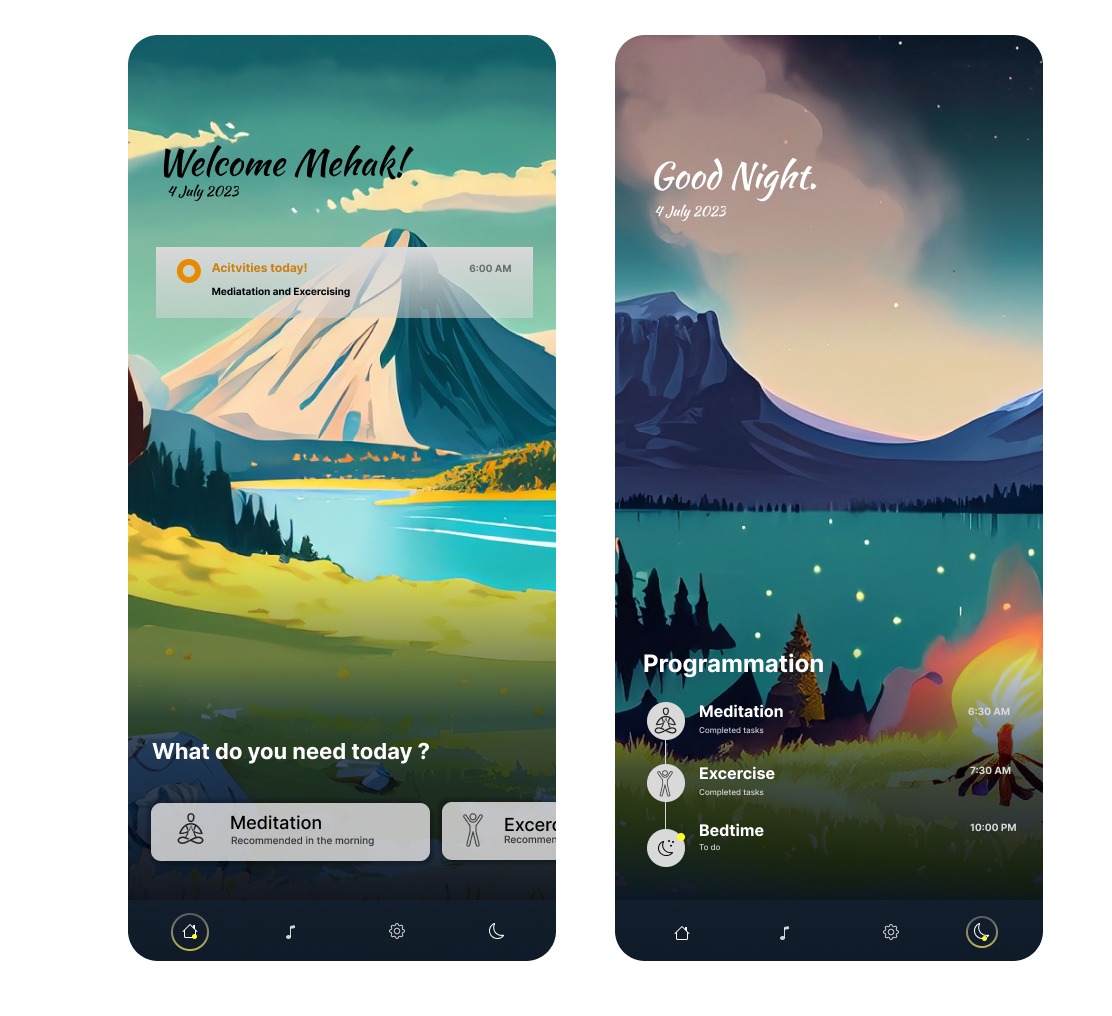 Welcome Mehak!
4 July 2023
Acitvities today!
6:00 AM
Mediatation and Excercising
What do you need today ?
Meditation
Recommended in the morning
Excerc
Recommen
Good Night.
4 July 2023
Programmation
Meditation
6:30 AM
Completed tasks
Excercise
7:30 AM
Completed tasks
Bedtime
10:00 PM
To do